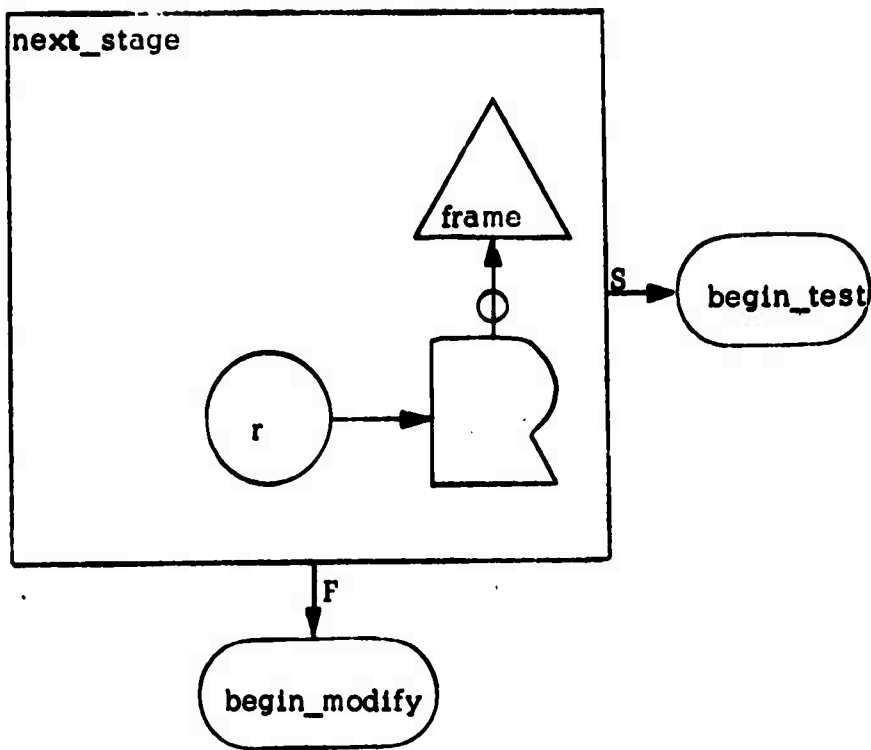 next_stage
frame
S
begin_test
r
F
begin_modify